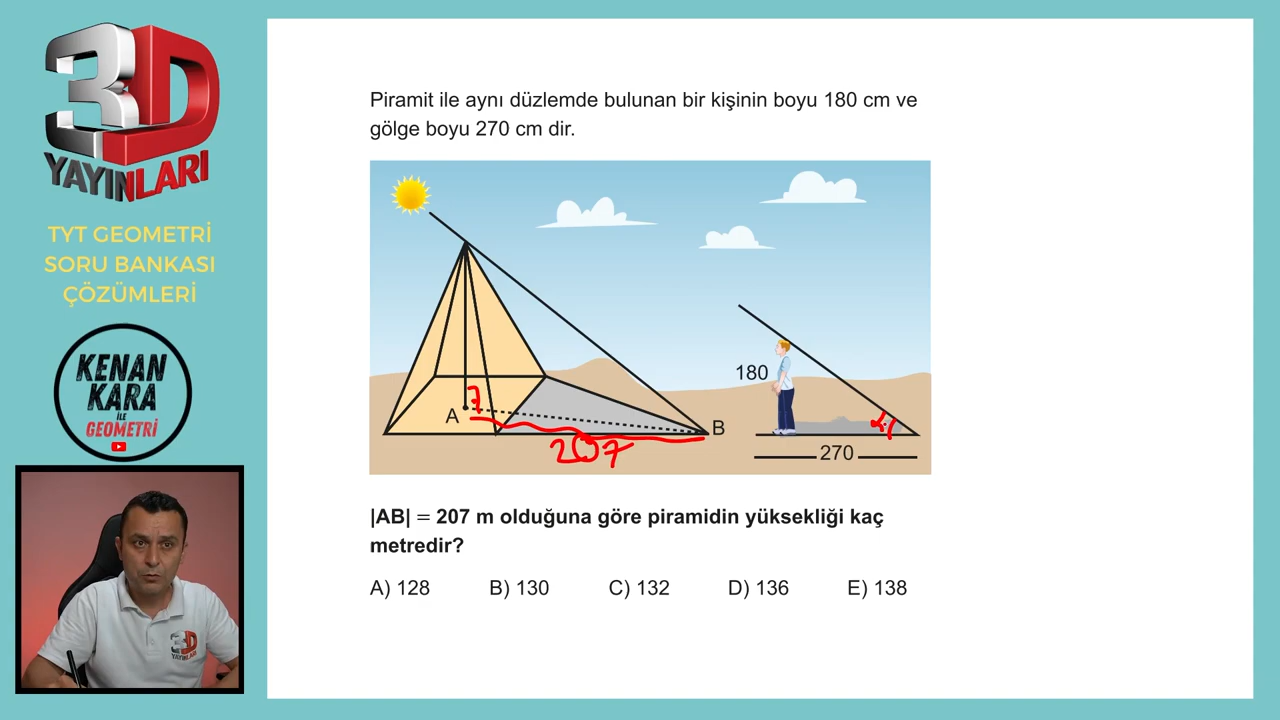 3D
YAYINLARI
TYT GEOMETRİ
SORU BANKASI
ÇÖZÜMLERİ
KENAN
KARA
İLE
GEOMETRİ
3D
YAYINLARI
Piramit ile aynı düzlemde bulunan bir kişinin boyu 180 cm ve
gölge boyu 270 cm dir.
180
A
B
207
270
|AB| = 207 m olduğuna göre piramidin yüksekliği kaç
metredir?
A) 128 B) 130 C) 132 D) 136 E) 138